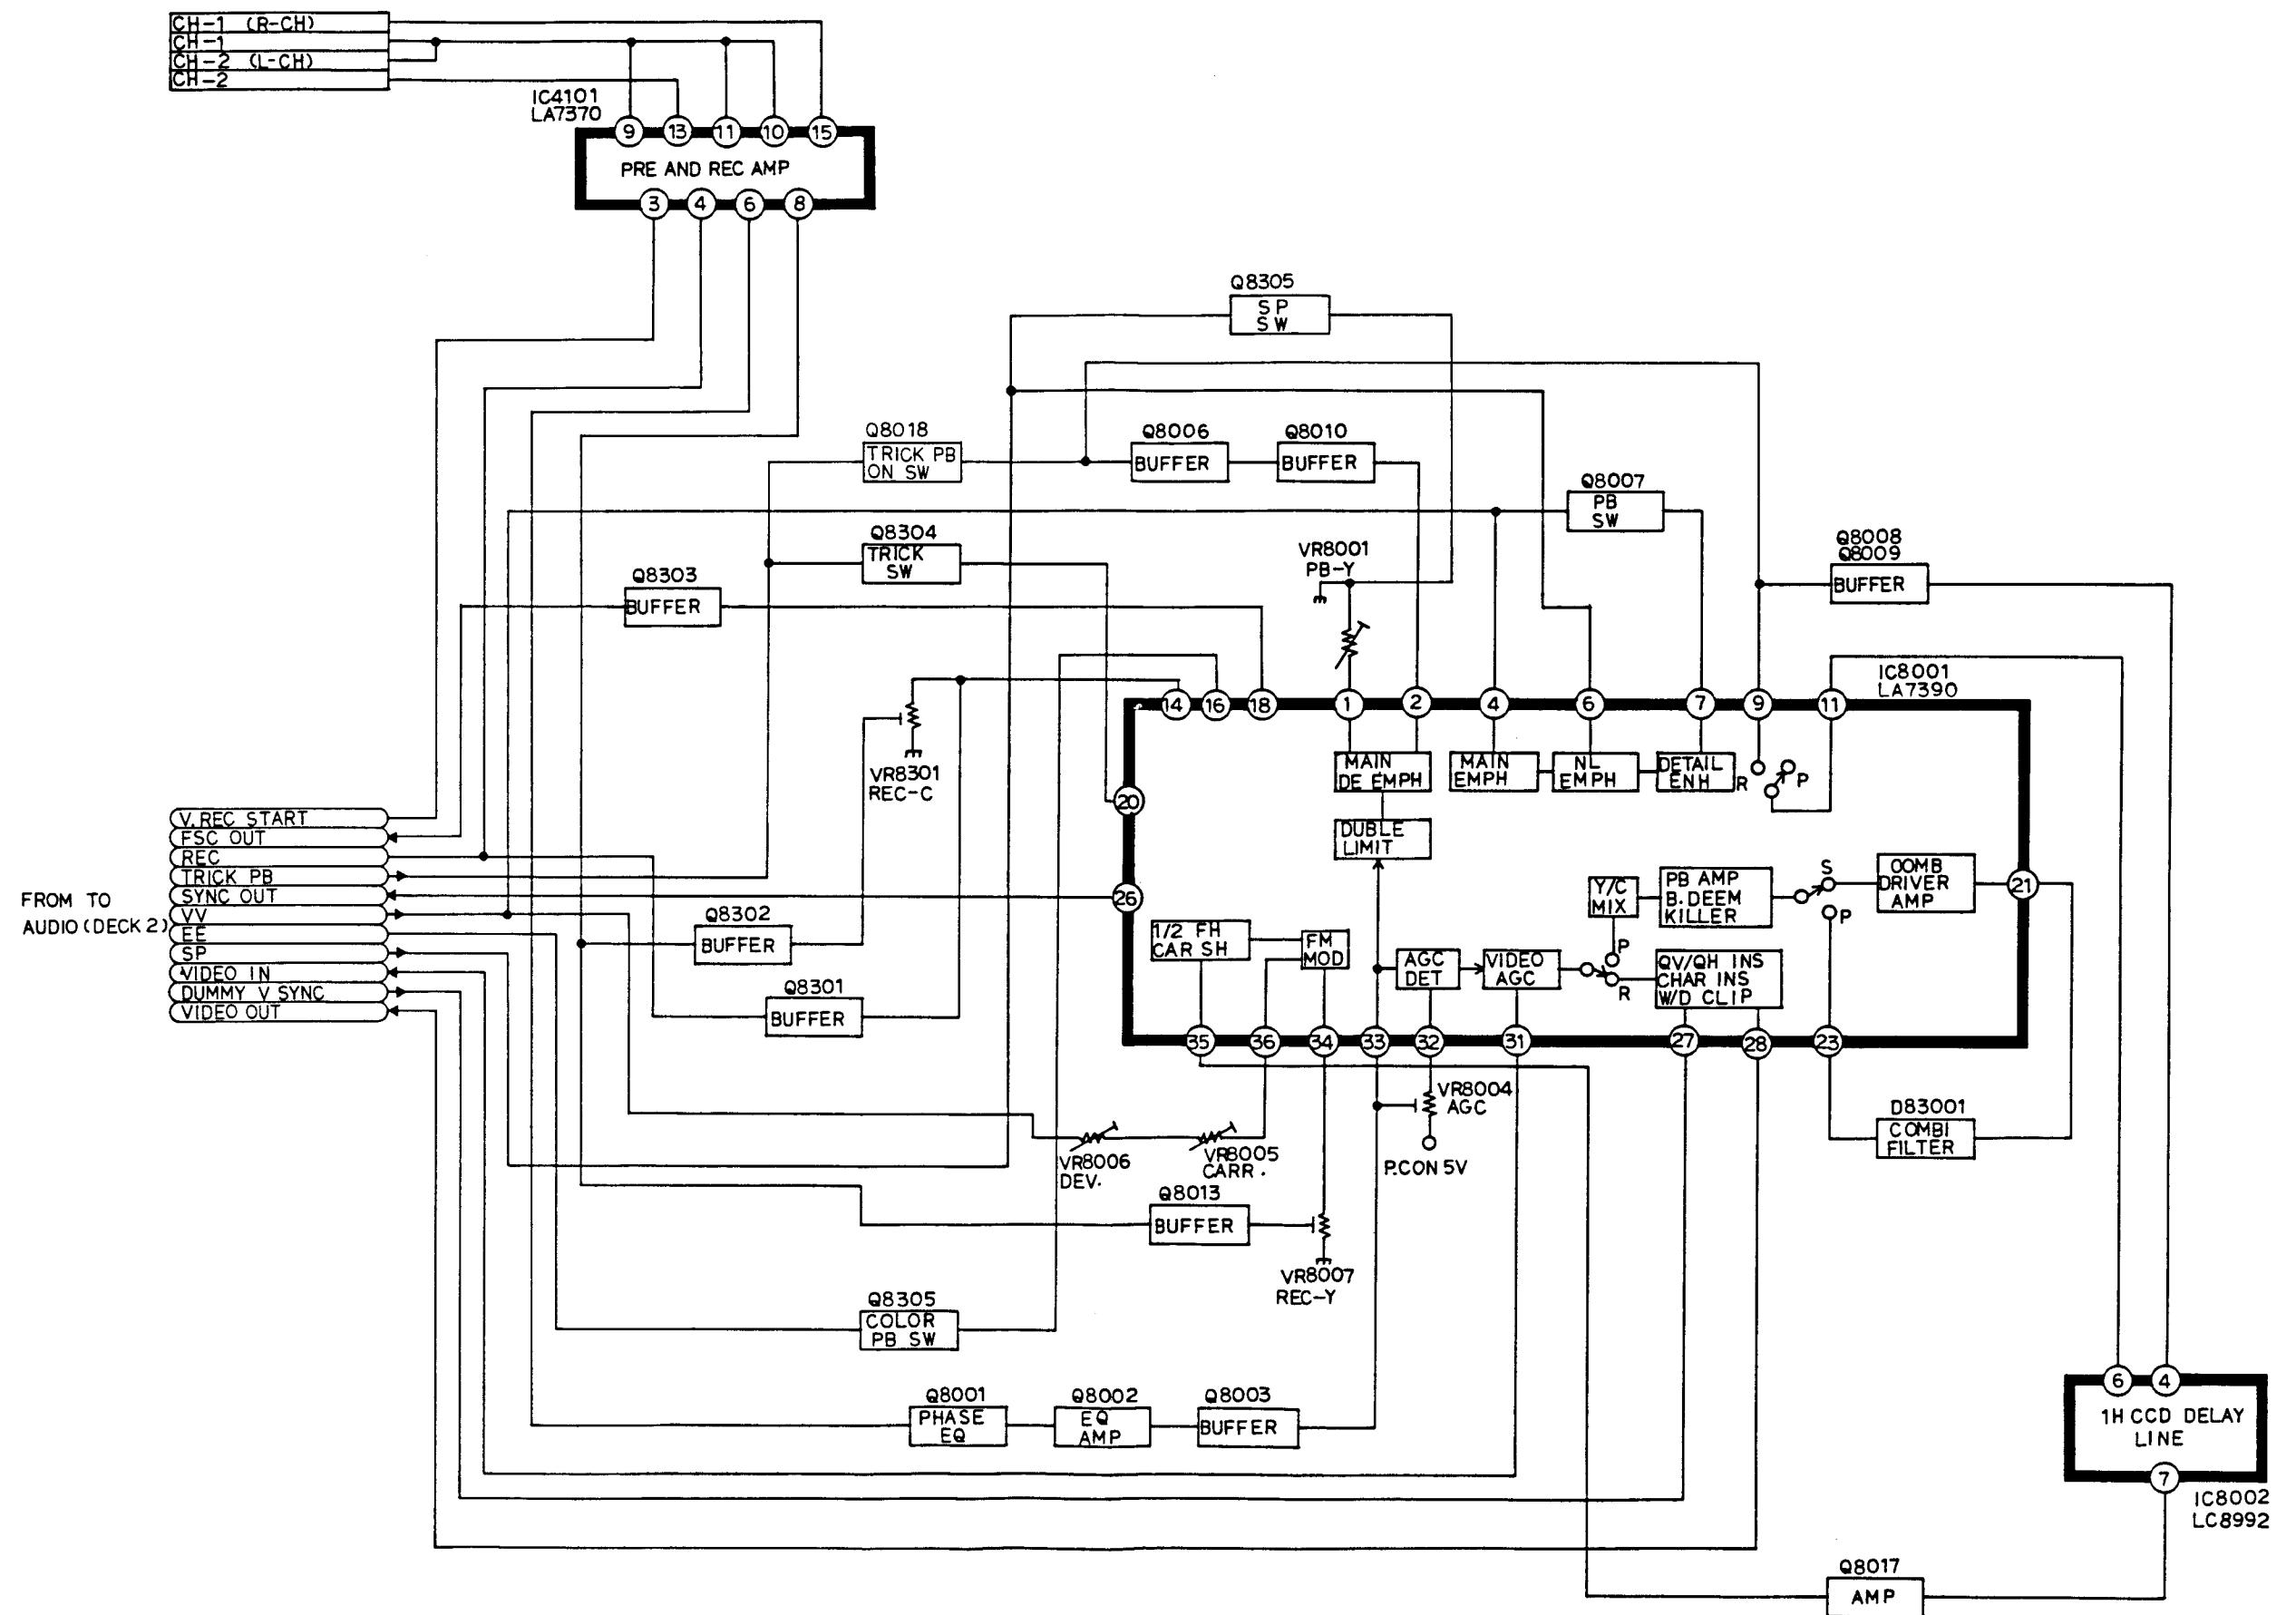 CH-1 (R-CH)
CH-1
CH-2 (L-CH)
CH-2
IC4101
LA7370
9 13 11 10 15
PRE AND REC AMP
3 4 6 8
Q8305
SP
SW
Q8018
TRICK PB
ON SW
Q8006
BUFFER
Q8010
BUFFER
Q8007
PB
SW
Q8304
TRICK
SW
Q8303
BUFFER
VR8001
PB-Y
Q8008
Q8009
BUFFER
IC8001
LA7390
14 16 18 1 2 4 6 7 9 11
VR8301
REC-C
MAIN
DE EMPH
MAIN
EMPH
NL
EMPH
DETAIL
ENH
R
P
20
DUBLE
LIMIT
V.REC START
FSC OUT
REC
TRICK PB
SYNC OUT
VV
EE
SP
VIDEO IN
DUMMY V SYNC
VIDEO OUT
FROM TO
AUDIO (DECK 2)
26
Q8302
BUFFER
Q8301
BUFFER
1/2 FH
CAR SH
FM
MOD
AGC
DET
VIDEO
AGC
Y/C
MIX
PB AMP
B. DEEM
KILLER
S
P
OOMB
DRIVER
AMP
21
P
R
QV/QH INS
CHAR INS
W/D CLIP
35 36 34 33 32 31 27 28 23
VR8004
AGC
P.CON 5V
D83001
COMBI
FILTER
VR8006
DEV.
VR8005
CARR.
Q8013
BUFFER
VR8007
REC-Y
Q8305
COLOR
PB SW
Q8001
PHASE
EQ
Q8002
EQ
AMP
Q8003
BUFFER
6 4
1H CCD DELAY
LINE
7
IC8002
LC8992
Q8017
AMP